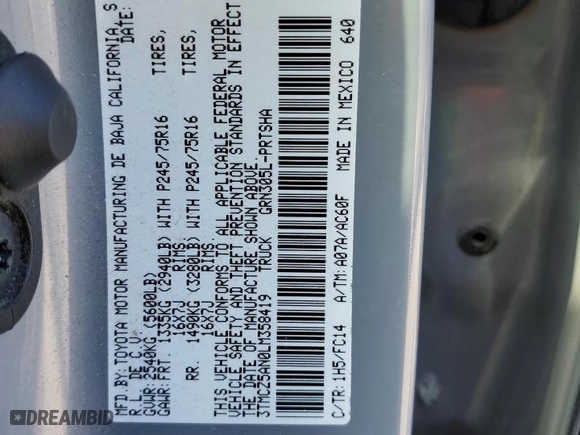 MFD.BY:TOYOTA MOTOR MANUFACTURING DE BAJA CALIFORNIA, S
R.L. DE C.V. DATE:
GVWR: 2540KG (5600LB)
GAWR: FRT. 1335KG (2940LB) WITH P245/75R16 TIRES,
16X7J RIMS,
RR. 1490KG (3280LB) WITH P245/75R16 TIRES,
16X7J RIMS,
THIS VEHICLE CONFORMS TO ALL APPLICABLE FEDERAL MOTOR
VEHICLE SAFETY AND THEFT PREVENTION STANDARDS IN EFFECT
THE DATE OF MANUFACTURE SHOWN ABOVE.
3TMCZ5AN0LM358419 TRUCK GRN305L-PRTSHA
C/TR: 1H5/FC14 A/TM: A07A/AC60F MADE IN MEXICO 640
DREAMBID